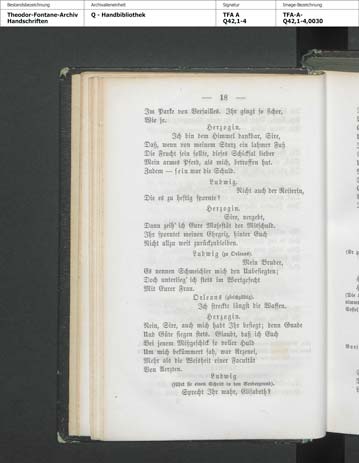 Bestandsbezeichnung
Archivalieneinheit
Signatur
Image-Bezeichnung
Theodor-Fontane-Archiv
Handschriften
Q - Handbibliothek
TFA A
Q42,1-4
TFA-A-
Q42,1-4,0030
— 18 —
Im Parke von Versailles. Ihr gingt so sicher,
Wie je.
Herzogin.
Ich bin dem Himmel dankbar, Sire,
Daß, wenn von meinem Sturz ein lahmer Fuß
Die Frucht sein sollte, dieses Schicksal lieber
Mein armes Pferd, als mich, betroffen hat.
Indem — sein war die Schuld.
Ludwig.
Nicht auch der Reiterin,
Die es zu heftig spornte?
Herzogin.
Sire, vergebt,
Dann zeih' ich Eure Majestät der Mitschuld.
Ihr spornet meinen Ehrgeiz, hinter Euch
Nicht allzu weit zurückzubleiben.
Ludwig (zu Orleans).
Mein Bruder,
Es nennen Schmeichler mich den Unbesiegten;
Doch unterlieg' ich stets im Wortgefecht
Mit Eurer Frau.
Orleans (gleichgültig).
Ich streckte längst die Waffen.
Herzogin.
Nein, Sire, auch mich habt Ihr besiegt; denn Gnade
Und Güte siegen stets. Glaubt, daß ich Euch
Bei jenem Mißgeschick so voller Huld
Um mich bekümmert sah, war Arzenei,
Mehr als die Weisheit einer Facultät
Von Aerzten.
Ludwig
(führt sie einen Schritt in den Vordergrund).
Sprecht Ihr wahr, Elisabeth?